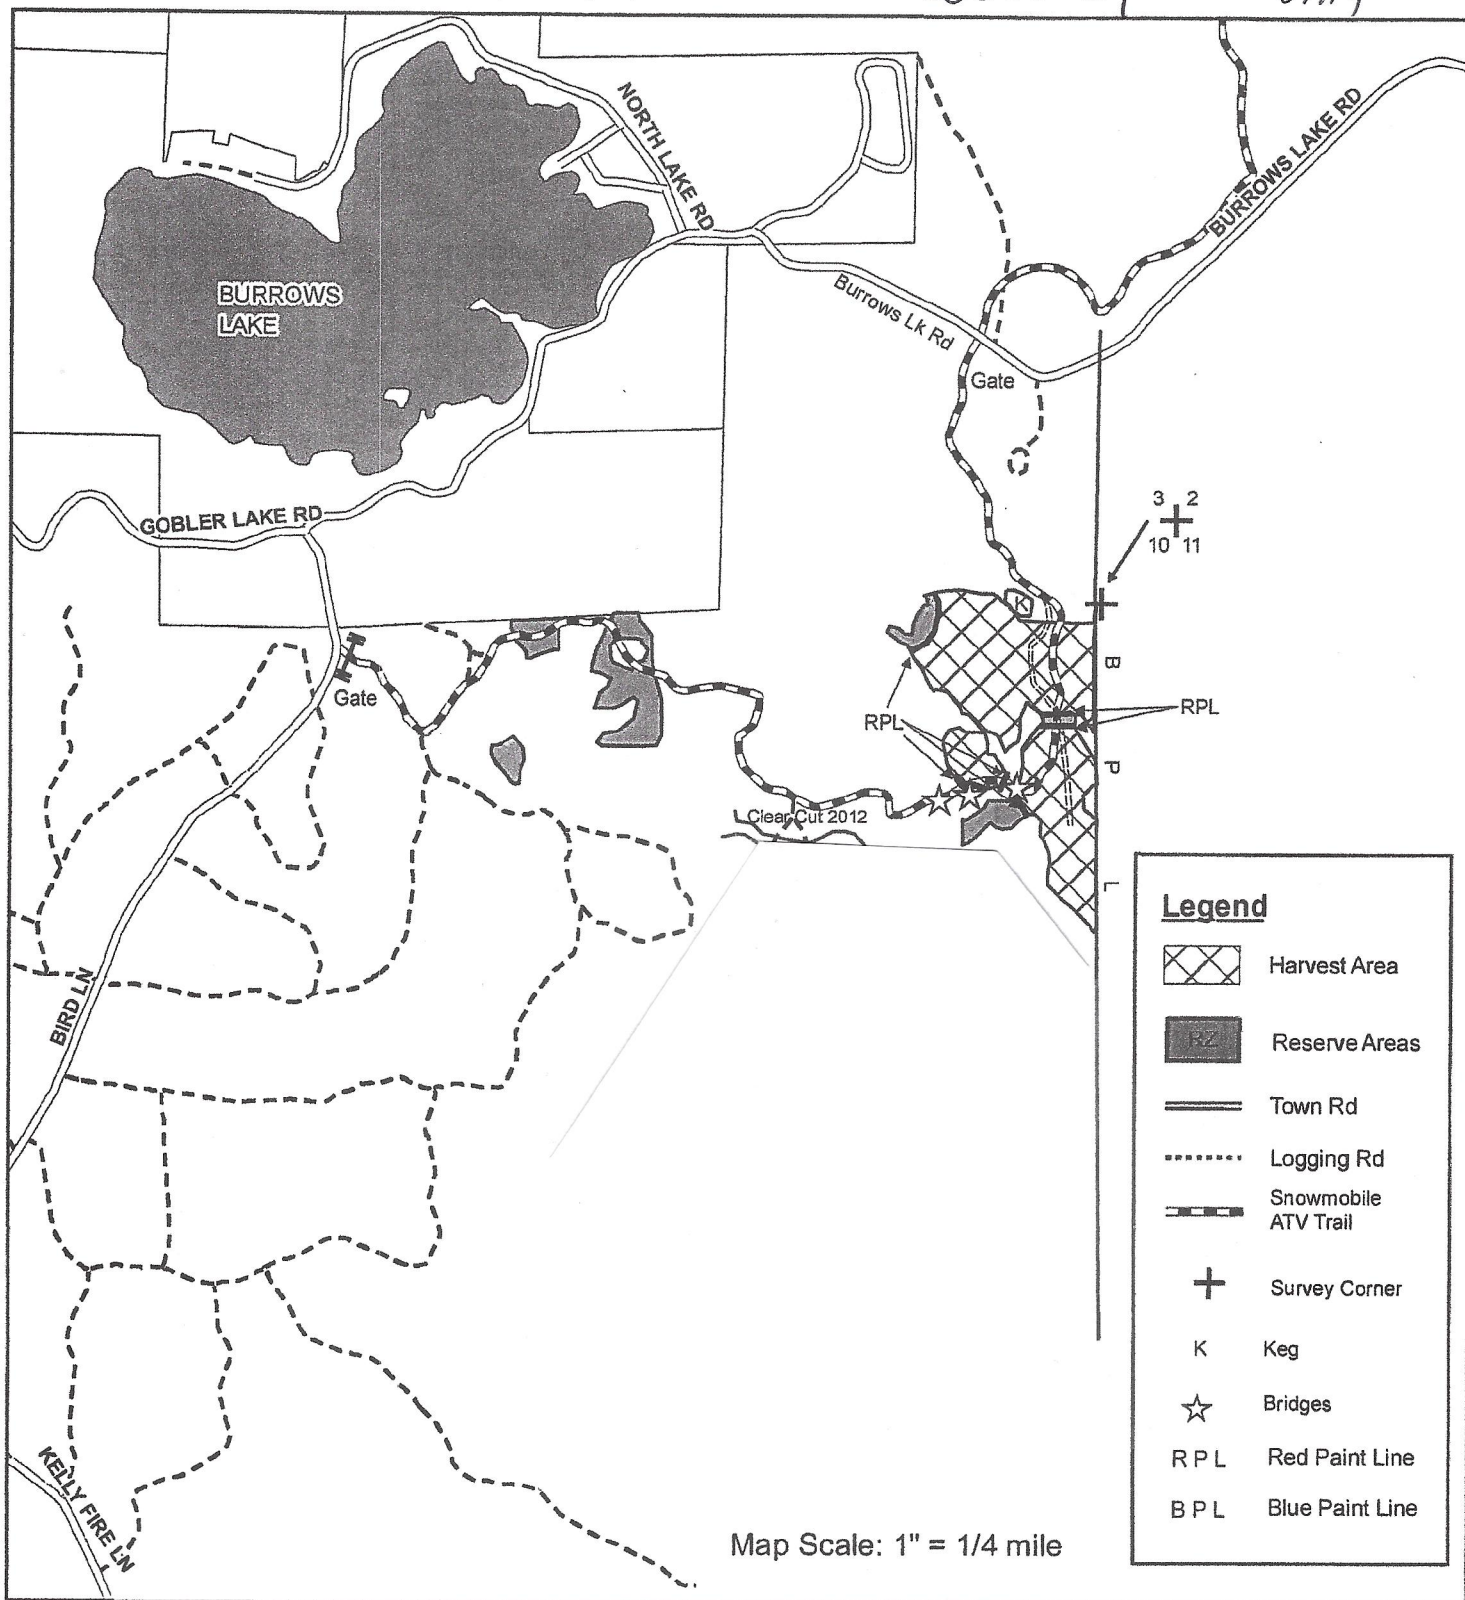 NORTH LAKE RD
BURROWS LAKE RD
BURROWS
LAKE
Burrows Lk Rd
Gate
3 2
10 11
GOBLER LAKE RD
K
B
Gate
RPL
RPL
P
Clear Cut 2012
L
BIRD LN
KELLY FIRE LN
Map Scale: 1" = 1/4 mile
Legend
Harvest Area
RZ Reserve Areas
Town Rd
Logging Rd
Snowmobile
ATV Trail
Survey Corner
K Keg
Bridges
R P L Red Paint Line
B P L Blue Paint Line